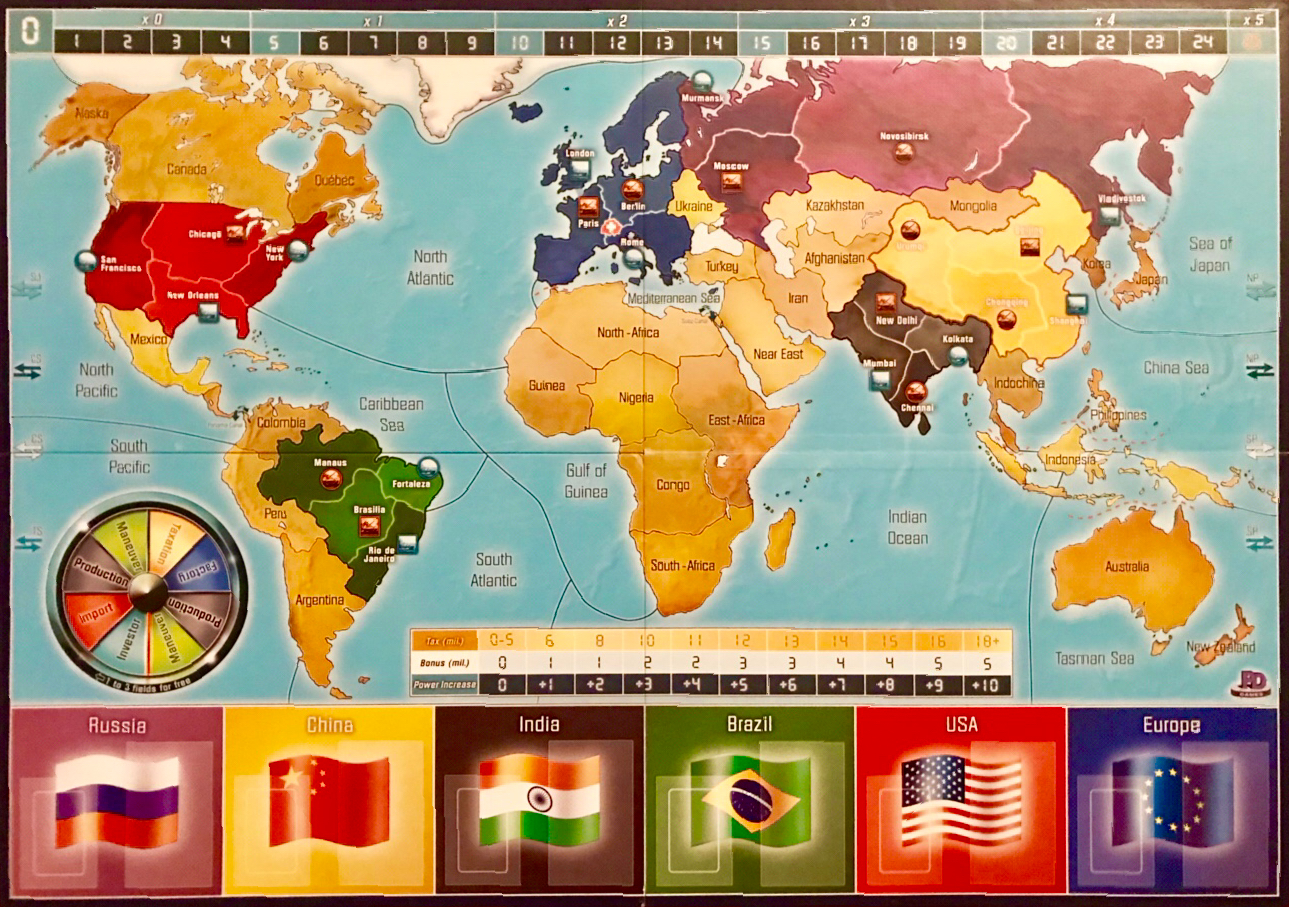 0
x 0 x 1 x 2 x 3 x 4 x 5
1 2 3 4 5 6 7 8 9 10 11 12 13 14 15 16 17 18 19 20 21 22 23 24
Alaska
Canada
Québec
Chicago
San
Francisco
New
York
New Orleans
Mexico
North
Atlantic
North
Pacific
South
Pacific
Caribbean
Sea
Colombia
Manaus
Fortaleza
Peru
Brasilia
Rio de
Janeiro
Argentina
South
Atlantic
Gulf of
Guinea
London
Paris
Berlin
Rome
Murmansk
Moscow
Novosibirsk
Vladivostok
Ukraine
Kazakhstan
Mongolia
Turkey
Afghanistan
Iran
Mediterranean Sea
North-Africa
Near East
Guinea
Nigeria
East-Africa
Congo
South-Africa
New Delhi
Kolkata
Mumbai
Chennai
Chongqing
Shanghai
Korea
Japan
Sea of
Japan
China Sea
Indochina
Philippines
Indonesia
Indian
Ocean
Australia
Tasman Sea
New Zealand
CS
CS
TS
NP
NP
Maneuver
Taxation
Factory
Production
Maneuver
Investor
Import
Production
1 to 3 fields for free
Tax (mil.) 0-5 6 8 10 11 12 13 14 15 16 18+
Bonus (mil.) 0 1 1 2 2 3 3 4 4 5 5
Power Increase 0 +1 +2 +3 +4 +5 +6 +7 +8 +9 +10
PD
GAMES
Russia
China
India
Brazil
USA
Europe